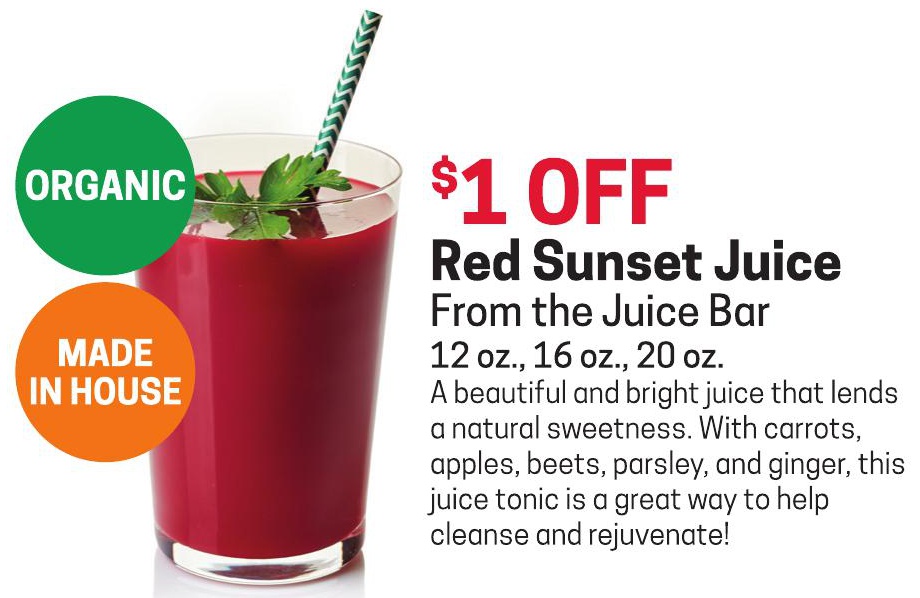 ORGANIC
MADE
IN HOUSE
$1 OFF
Red Sunset Juice
From the Juice Bar
12 oz., 16 oz., 20 oz.
A beautiful and bright juice that lends
a natural sweetness. With carrots,
apples, beets, parsley, and ginger, this
juice tonic is a great way to help
cleanse and rejuvenate!